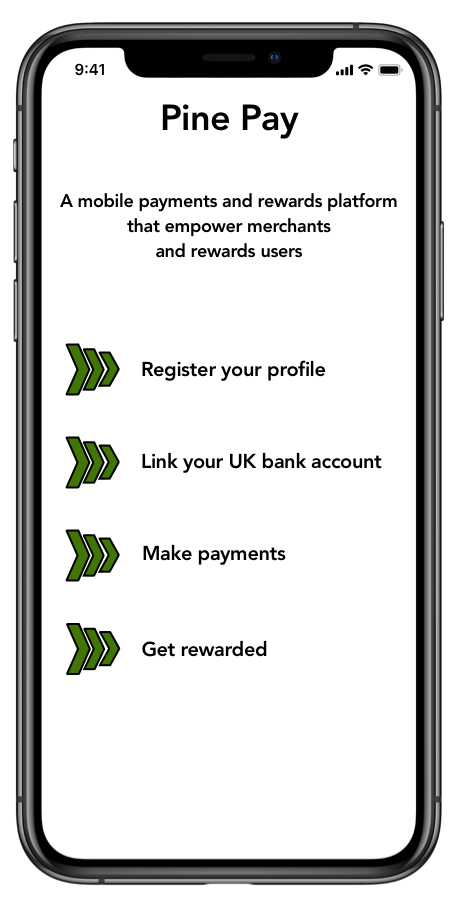 9:41
Pine Pay
A mobile payments and rewards platform
that empower merchants
and rewards users
Register your profile
Link your UK bank account
Make payments
Get rewarded